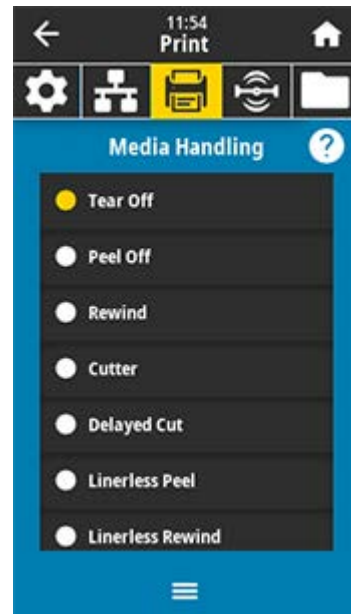 11:54
Print
Media Handling
?
Tear Off
Peel Off
Rewind
Cutter
Delayed Cut
Linerless Peel
Linerless Rewind